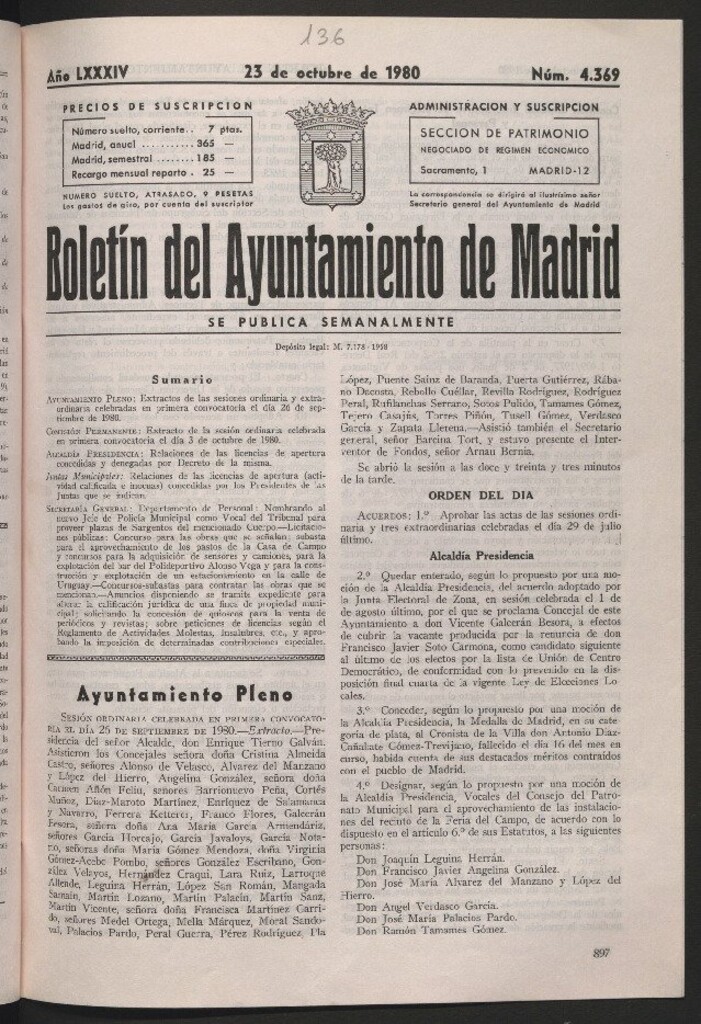 136
Año LXXXIV 23 de octubre de 1980 Núm. 4.369
PRECIOS DE SUSCRIPCION
Número suelto, corriente.. 7 ptas.
Madrid, anual .......... 365 —
Madrid, semestral ........ 185 —
Recargo mensual reparto . 25 —
NUMERO SUELTO, ATRASADO, 9 PESETAS
Los gastos de giro, por cuenta del suscriptor
ADMINISTRACION Y SUSCRIPCION
SECCION DE PATRIMONIO
NEGOCIADO DE REGIMEN ECONOMICO
Sacramento, 1 MADRID-12
La correspondencia se dirigirá al ilustrísimo señor
Secretario general del Ayuntamiento de Madrid
Boletín del Ayuntamiento de Madrid
SE PUBLICA SEMANALMENTE
Depósito legal: M. 7.178-1958
Sumario
AYUNTAMIENTO PLENO: Extractos de las sesiones ordinaria y extra-
ordinaria celebradas en primera convocatoria el día 26 de sep-
tiembre de 1980.
COMISIÓN PERMANENTE: Extracto de la sesión ordinaria celebrada
en primera convocatoria el día 3 de octubre de 1980.
ALCALDÍA PRESIDENCIA: Relaciones de las licencias de apertura
concedidas y denegadas por Decreto de la misma.
Juntas Municipales: Relaciones de las licencias de apertura (acti-
vidad calificada e inocuas) concedidas por los Presidentes de las
Juntas que se indican.
SECRETARÍA GENERAL: Departamento de Personal: Nombrando al
nuevo Jefe de Policía Municipal como Vocal del Tribunal para
proveer plazas de Sargentos del mencionado Cuerpo.—Licitacio-
nes públicas: Concurso para las obras que se señalan; subasta
para el aprovechamiento de los pastos de la Casa de Campo
y concursos para la adquisición de sensores y camiones, para la
explotación del bar del Polideportivo Alonso Vega y para la cons-
trucción y explotación de un estacionamiento en la calle de
Uruguay.—Concursos-subastas para contratar las obras que se
mencionan.—Anuncios disponiendo se tramite expediente para
alterar la calificación jurídica de una finca de propiedad muni-
cipal; solicitando la concesión de quioscos para la venta de
periódicos y revistas; sobre peticiones de licencias según el
Reglamento de Actividades Molestas, Insalubres, etc., y apro-
bando la imposición de determinadas contribuciones especiales.
Ayuntamiento Pleno
SESIÓN ORDINARIA CELEBRADA EN PRIMERA CONVOCATO-
RIA EL DÍA 26 DE SEPTIEMBRE DE 1980.—Extracto.—Pre-
sidencia del señor Alcalde, don Enrique Tierno Galván.
Asistieron los Concejales señora doña Cristina Almeida
Castro, señores Alonso de Velasco, Alvarez del Manzano
y López del Hierro, Angelina González, señora doña
Carmen Añón Feliu, señores Barrionuevo Peña, Cortés
Muñoz, Díaz-Maroto Martínez, Enríquez de Salamanca
y Navarro, Ferrera Ketterer, Franco Flores, Galcerán
Besora, señora doña Ana María García Armendáriz,
señores García Horcajo, García Javaloys, García Nota-
rio, señoras doña María Gómez Mendoza, doña Virginia
Gómez-Acebo Pombo, señores González Escribano, Gon-
zález Velayos, Hernández Craqui, Lara Ruiz, Larroque
Allende, Leguina Herrán, López San Román, Mangada
Samaín, Martín Lozano, Martín Palacín, Martín Sanz,
Martín Vicente, señora doña Francisca Martínez Garri-
do, señores Medel Ortega, Mella Márquez, Moral Sando-
val, Palacios Pardo, Peral Guerra, Pérez Rodríguez, Pla
López, Puente Sainz de Baranda, Puerta Gutiérrez, Rába-
no Dacosta, Rebollo Cuéllar, Revilla Rodríguez, Rodríguez
Peral, Rufilanchas Serrano, Sotos Pulido, Tamames Gómez,
Tejero Casajús, Torres Piñón, Tusell Gómez, Verdasco
García y Zapata Llerena.—Asistió también el Secretario
general, señor Barcina Tort, y estuvo presente el Inter-
ventor de Fondos, señor Arnau Bernia.
Se abrió la sesión a las doce y treinta y tres minutos
de la tarde.
ORDEN DEL DIA
ACUERDOS: 1.º Aprobar las actas de las sesiones ordi-
naria y tres extraordinarias celebradas el día 29 de julio
último.
Alcaldía Presidencia
2.º Quedar enterado, según lo propuesto por una mo-
ción de la Alcaldía Presidencia, del acuerdo adoptado por
la Junta Electoral de Zona, en sesión celebrada el 1 de
de agosto último, por el que se proclama Concejal de este
Ayuntamiento a don Vicente Galcerán Besora, a efectos
de cubrir la vacante producida por la renuncia de don
Francisco Javier Soto Carmona, como candidato siguiente
al último de los electos por la lista de Unión de Centro
Democrático, de conformidad con lo prevenido en la dis-
posición final cuarta de la vigente Ley de Elecciones Lo-
cales.
3.º Conceder, según lo propuesto por una moción de
la Alcaldía Presidencia, la Medalla de Madrid, en su cate-
goría de plata, al Cronista de la Villa don Antonio Díaz-
Cañabate Gómez-Trevijano, fallecido el día 16 del mes en
curso, habida cuenta de sus destacados méritos contraídos
con el pueblo de Madrid.
4.º Designar, según lo propuesto por una moción de
la Alcaldía Presidencia, Vocales del Consejo del Patro-
nato Municipal para el aprovechamiento de las instalacio-
nes del recinto de la Feria del Campo, de acuerdo con lo
dispuesto en el artículo 6.º de sus Estatutos, a las siguientes
personas:
Don Joaquín Leguina Herrán.
Don Francisco Javier Angelina González.
Don José María Alvarez del Manzano y López del
Hierro.
Don Angel Verdasco García.
Don José María Palacios Pardo.
Don Ramón Tamames Gómez.
897